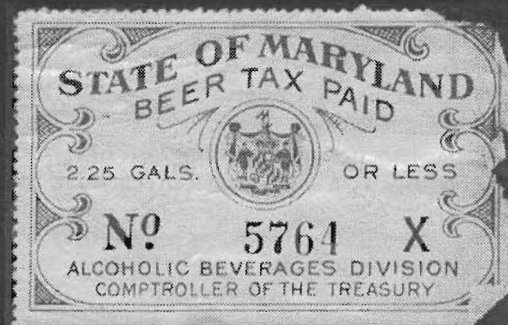 STATE OF MARYLAND
BEER TAX PAID
2.25 GALS. OR LESS
Nº 5764 X
ALCOHOLIC BEVERAGES DIVISION
COMPTROLLER OF THE TREASURY